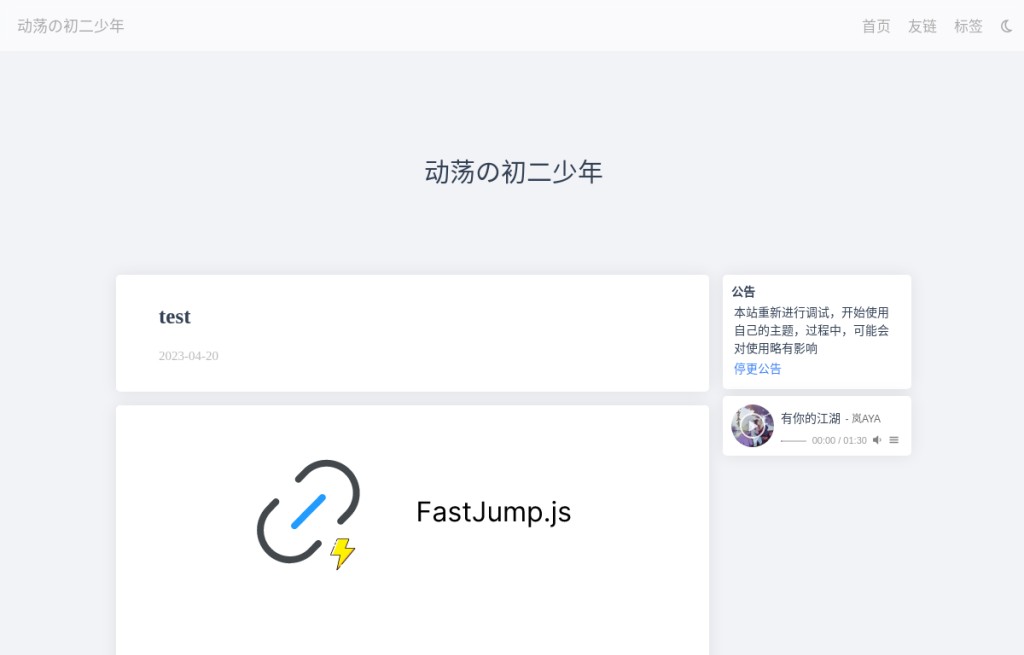 动荡の初二少年
首页 友链 标签
动荡の初二少年
test
2023-04-20
FastJump.js
公告
本站重新进行调试，开始使用
自己的主题，过程中，可能会
对使用略有影响
停更公告
有你的江湖 - 岚AYA
00:00 / 01:30